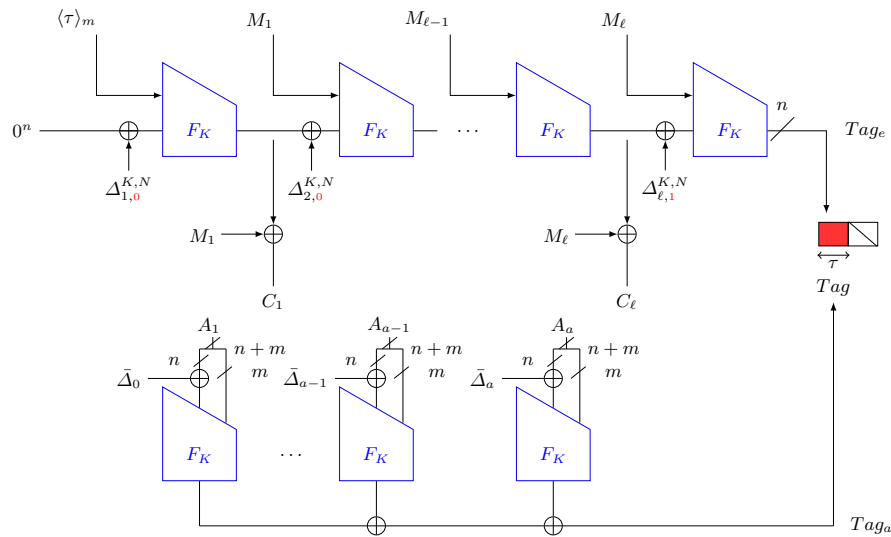 ⟨τ⟩ₘ M₁ M_{ℓ−1} M_ℓ
n
0ⁿ F_K F_K ··· F_K F_K Tag_e
Δ^{K,N}_{1,0} Δ^{K,N}_{2,0} Δ^{K,N}_{ℓ,1}
M₁ M_ℓ
τ
Tag
C₁ C_ℓ
A₁ A_{a−1} A_a
n n + m n n + m n n + m
Δ̄₀ m Δ̄_{a−1} m Δ̄_a m
F_K ··· F_K F_K
Tag_a